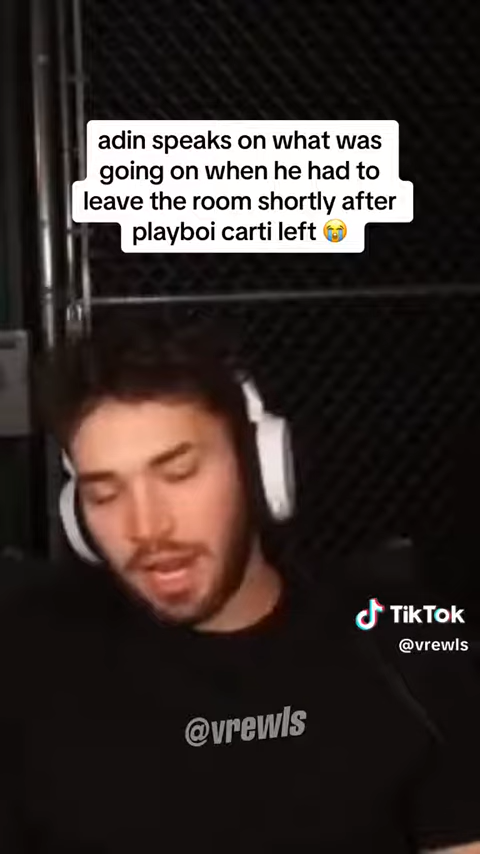 adin speaks on what was
going on when he had to
leave the room shortly after
playboi carti left 😭
TikTok
@vrewls
@vrewls